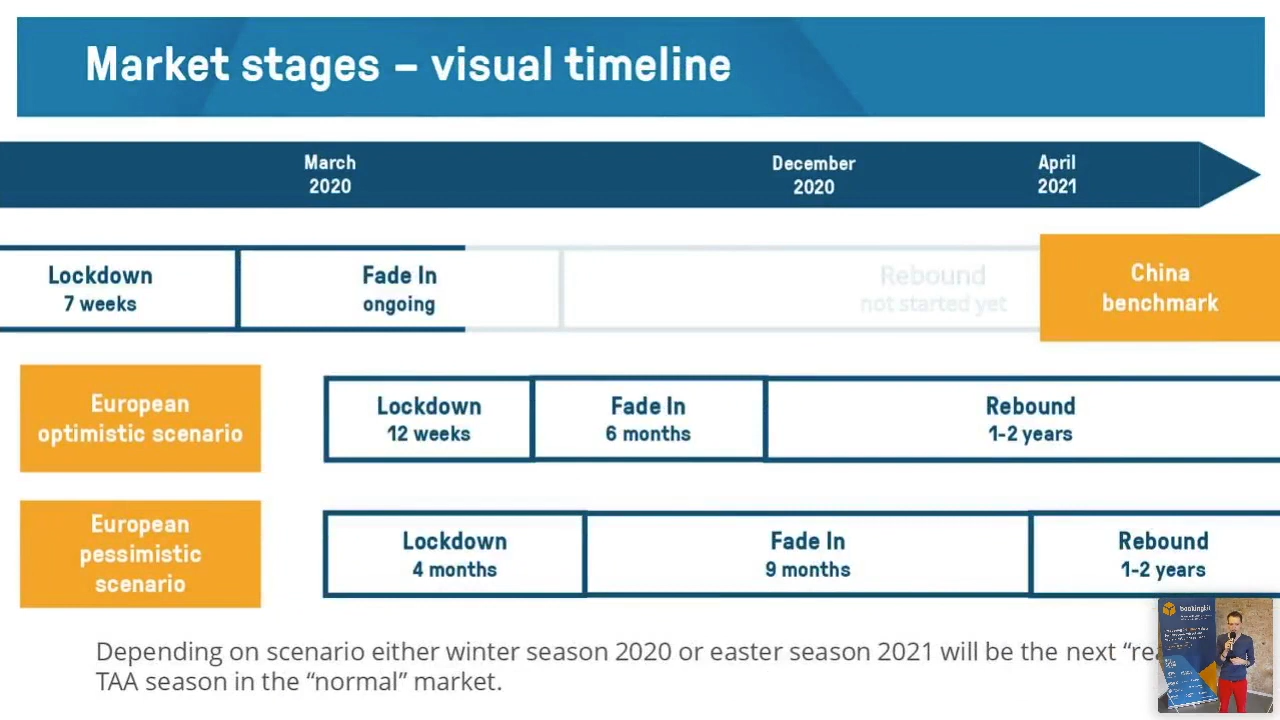 Market stages – visual timeline
March
2020
December
2020
April
2021
Lockdown
7 weeks
Fade In
ongoing
Rebound
not started yet
China
benchmark
European
optimistic scenario
Lockdown
12 weeks
Fade In
6 months
Rebound
1-2 years
European
pessimistic
scenario
Lockdown
4 months
Fade In
9 months
Rebound
1-2 years
bookingkit
Depending on scenario either winter season 2020 or easter season 2021 will be the next
TAA season in the “normal” market.